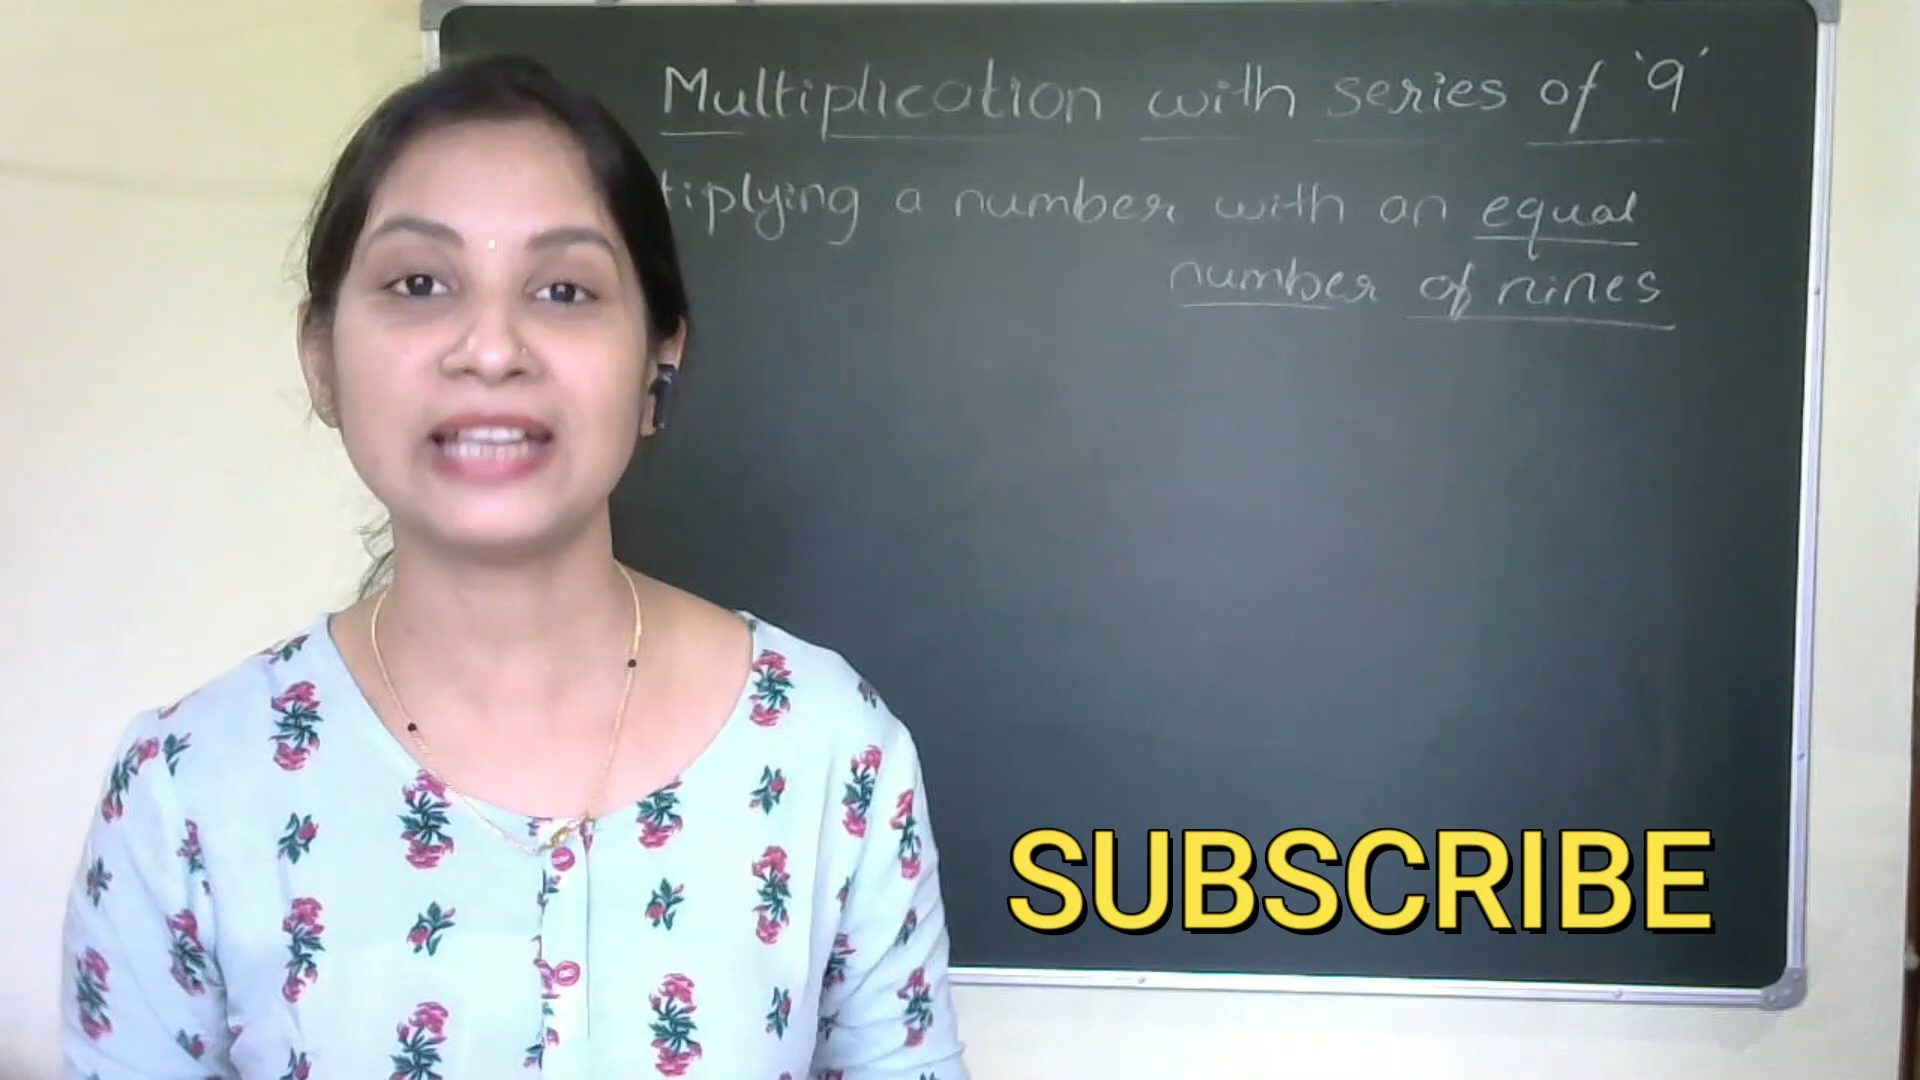 Multiplication with series of '9'
tiplying a number with an equal
number of nines
SUBSCRIBE